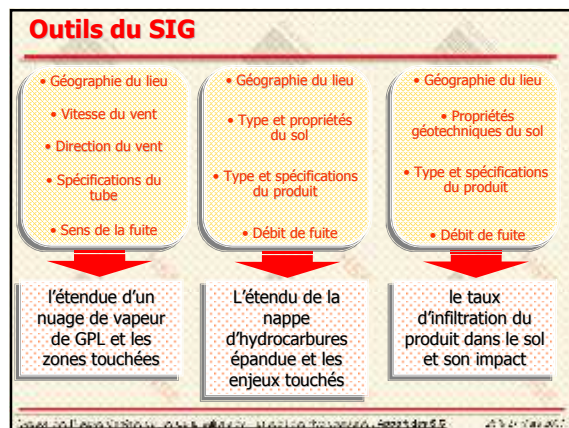 Outils du SIG
• Géographie du lieu
• Vitesse du vent
• Direction du vent
• Spécifications du
tube
• Sens de la fuite
l'étendue d'un
nuage de vapeur
de GPL et les
zones touchées
• Géographie du lieu
• Type et propriétés
du sol
• Type et spécifications
du produit
• Débit de fuite
L'étendu de la
nappe
d'hydrocarbures
épandue et les
enjeux touchés
• Géographie du lieu
• Propriétés
géotechniques du sol
• Type et spécifications
du produit
• Débit de fuite
le taux
d'infiltration du
produit dans le sol
et son impact